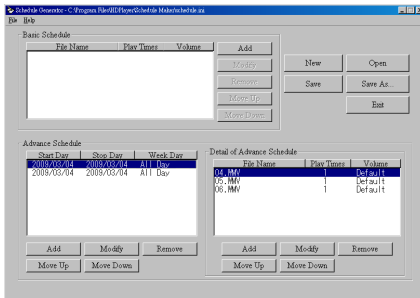 Schedule Generator - C:\Program Files\HDPlayer\Schedule Maker\schedule.ini
File Help
Basic Schedule
File Name Play Times Volume
Add
Modify
Remove
Move Up
Move Down
New Open
Save Save As...
Exit
Advance Schedule
Start Day Stop Day Week Day
2009/03/04 2009/03/04 All Day
2009/03/04 2009/03/04 All Day
Add Modify Remove
Move Up Move Down
Detail of Advance Schedule
File Name Play Times Volume
04.WMV 1 Default
05.WMV 1 Default
06.WMV 1 Default
Add Modify Remove
Move Up Move Down